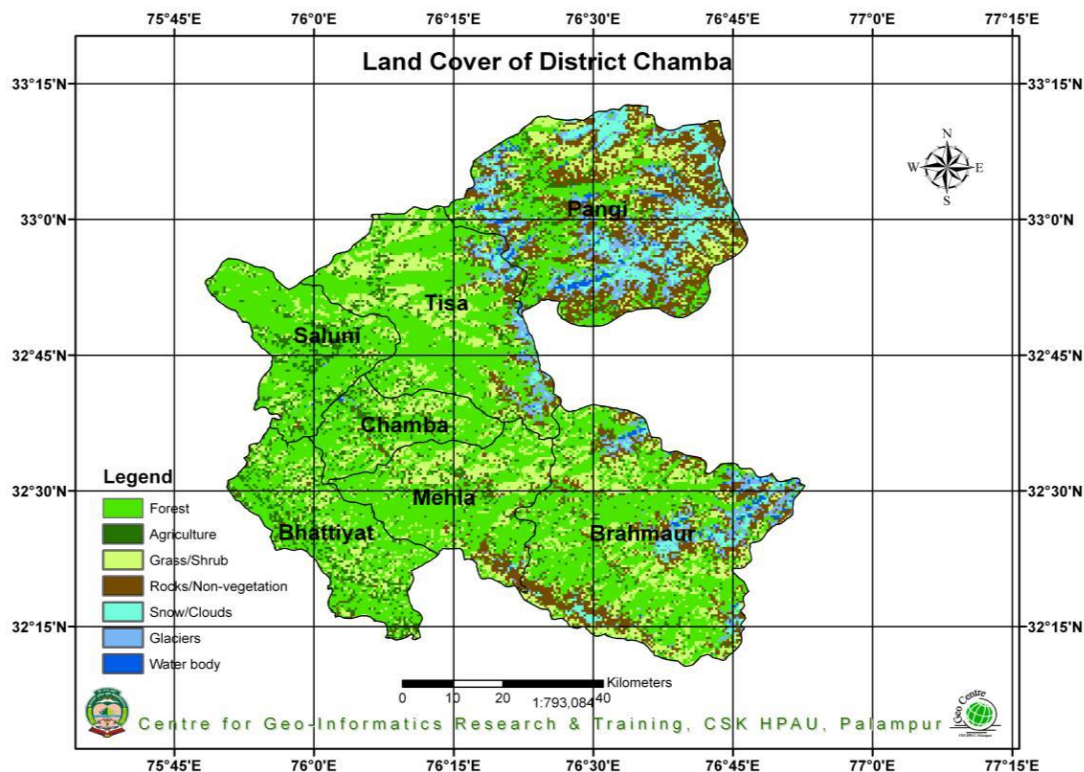 75°45'E 76°0'E 76°15'E 76°30'E 76°45'E 77°0'E 77°15'E
Land Cover of District Chamba
33°15'N 33°15'N
N
W E
S
Pangi
33°0'N 33°0'N
Tisa
Saluni
32°45'N 32°45'N
Chamba
Legend
32°30'N 32°30'N
Mehla
Forest
Bhattiyat Brahmaur
Agriculture
Grass/Shrub
Rocks/Non-vegetation
Snow/Clouds
32°15'N 32°15'N
Glaciers
Water body
Kilometers
0 10 20 40
1:793,084
Centre for Geo-Informatics Research & Training, CSK HPAU, Palampur
Geo Centre
75°45'E 76°0'E 76°15'E 76°30'E 76°45'E 77°0'E 77°15'E